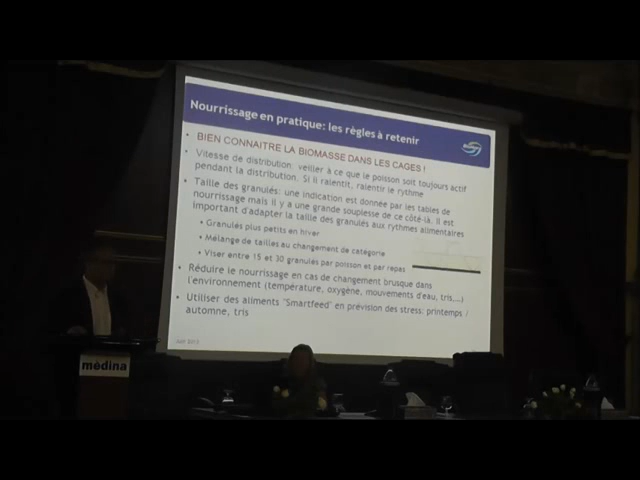 Nourrissage en pratique: les règles à retenir
• BIEN CONNAITRE LA BIOMASSE DANS LES CAGES !
• Vitesse de distribution: veiller à ce que le poisson soit toujours actif
pendant la distribution. Si il ralentit, ralentir le rythme
• Taille des granulés: une indication est donnée par les tables de
nourrissage mais il y a une grande souplesse de ce côté là. Il est
important d'adapter la taille des granulés aux rythmes alimentaires
• Granulés plus petits en hiver
• Mélange de tailles au changement de catégorie
• Viser entre 15 et 30 granulés par poisson et par repas
• Réduire le nourrissage en cas de changement brusque dans
l'environnement (température, oxygène, mouvements d'eau, tris,...)
• Utiliser des aliments "Smartfeed" en prévision des stress: printemps /
automne, tris
médina